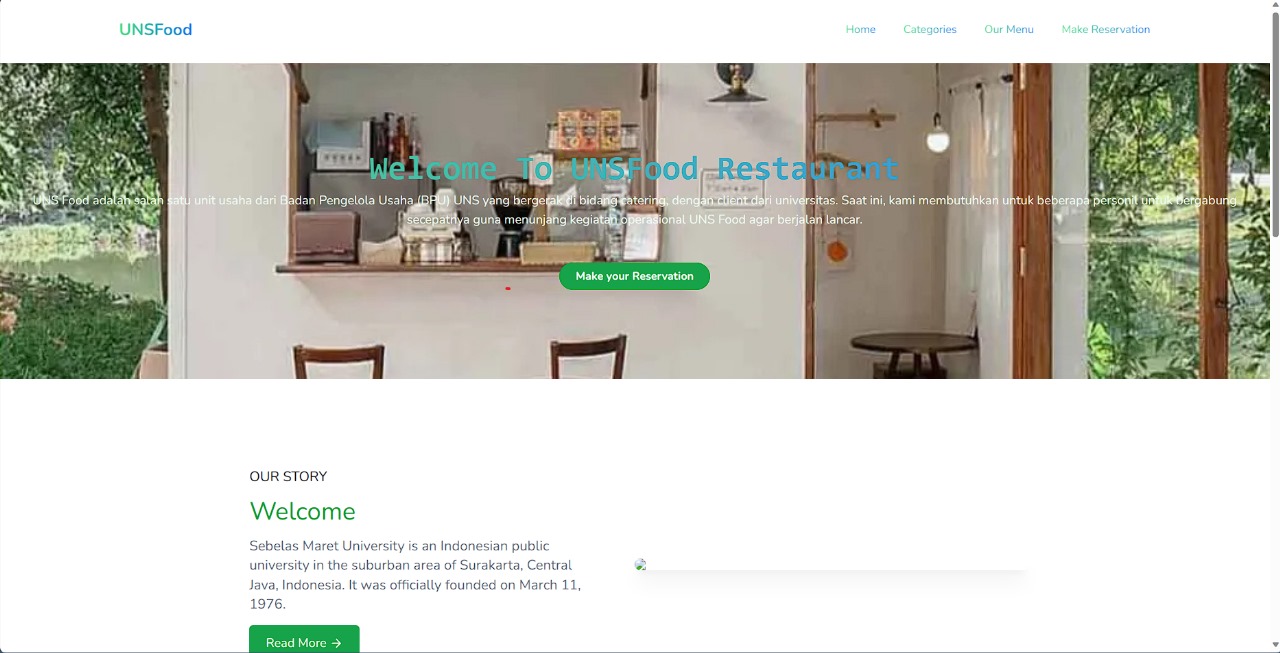 UNSFood
Home Categories Our Menu Make Reservation
Welcome To UNSFood Restaurant
UNS Food adalah salah satu unit usaha dari Badan Pengelola Usaha (BPU) UNS yang bergerak di bidang catering, dengan client dari universitas. Saat ini, kami membutuhkan untuk beberapa personil untuk bergabung
secepatnya guna menunjang kegiatan operasional UNS Food agar berjalan lancar.
Make your Reservation
OUR STORY
Welcome
Sebelas Maret University is an Indonesian public
university in the suburban area of Surakarta, Central
Java, Indonesia. It was officially founded on March 11,
1976.
Read More →